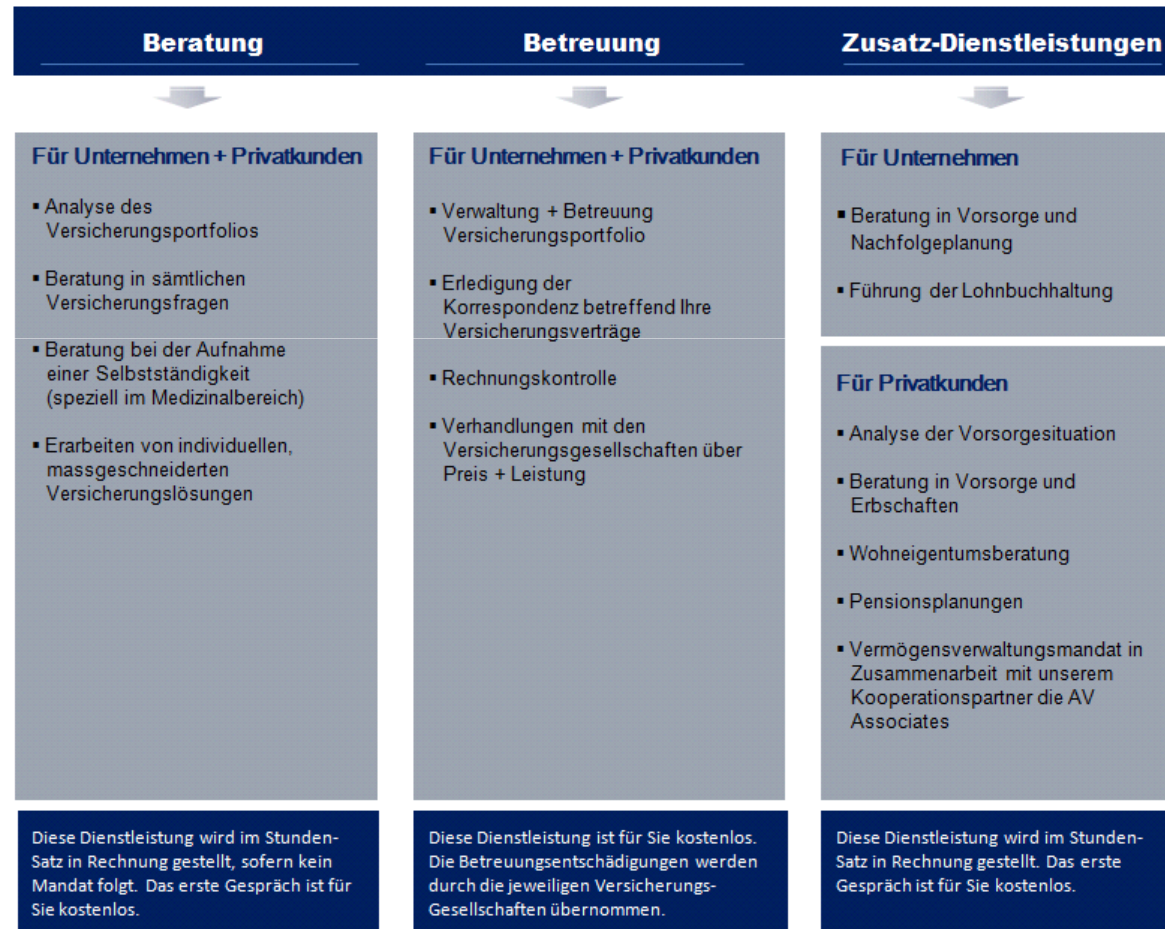 Beratung
Für Unternehmen + Privatkunden
▪ Analyse des
Versicherungsportfolios
▪ Beratung in sämtlichen
Versicherungsfragen
▪ Beratung bei der Aufnahme
einer Selbstständigkeit
(speziell im Medizinalbereich)
▪ Erarbeiten von individuellen,
massgeschneiderten
Versicherungslösungen
Diese Dienstleistung wird im Stunden-
Satz in Rechnung gestellt, sofern kein
Mandat folgt. Das erste Gespräch ist für
Sie kostenlos.
Betreuung
Für Unternehmen + Privatkunden
▪ Verwaltung + Betreuung
Versicherungsportfolio
▪ Erledigung der
Korrespondenz betreffend Ihre
Versicherungsverträge
▪ Rechnungskontrolle
▪ Verhandlungen mit den
Versicherungsgesellschaften über
Preis + Leistung
Diese Dienstleistung ist für Sie kostenlos.
Die Betreuungsentschädigungen werden
durch die jeweiligen Versicherungs-
Gesellschaften übernommen.
Zusatz-Dienstleistungen
Für Unternehmen
▪ Beratung in Vorsorge und
Nachfolgeplanung
▪ Führung der Lohnbuchhaltung
Für Privatkunden
▪ Analyse der Vorsorgesituation
▪ Beratung in Vorsorge und
Erbschaften
▪ Wohneigentumsberatung
▪ Pensionsplanungen
▪ Vermögensverwaltungsmandat in
Zusammenarbeit mit unserem
Kooperationspartner die AV
Associates
Diese Dienstleistung wird im Stunden-
Satz in Rechnung gestellt. Das erste
Gespräch ist für Sie kostenlos.